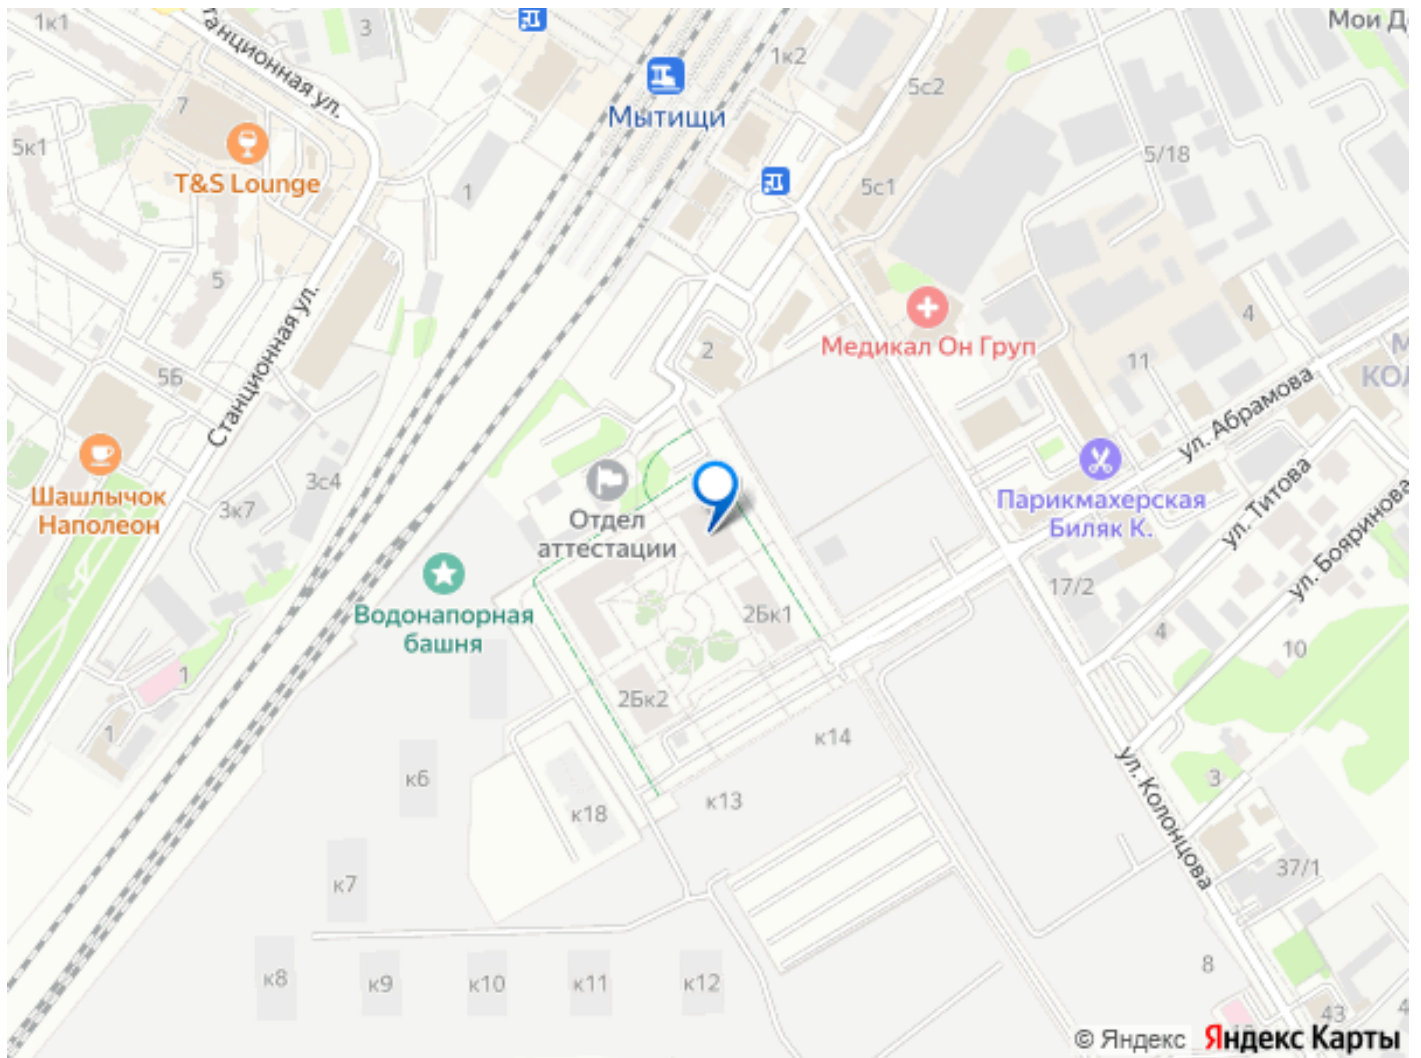 1к1
Станционная ул.
3
Мои Д
1к2
5с2
Мытищи
7
5к1
T&S Lounge
1
5с1
5/18
5
Станционная ул.
4
Медикал Он Груп
2
11
М
КОЛ
5Б
ул. Абрамова
Шашлычок
Наполеон
3с4
3к7
Отдел
аттестации
Парикмахерская
Биляк К.
ул. Титова
ул. Бояринова
Водонапорная
башня
17/2
2Бк1
4
10
1
2Бк2
1
к14
ул. Колонцова
к6
3
к13
к18
37/1
к7
8
к8
к9
к10
к11
к12
43
© Яндекс
Яндекс Карты